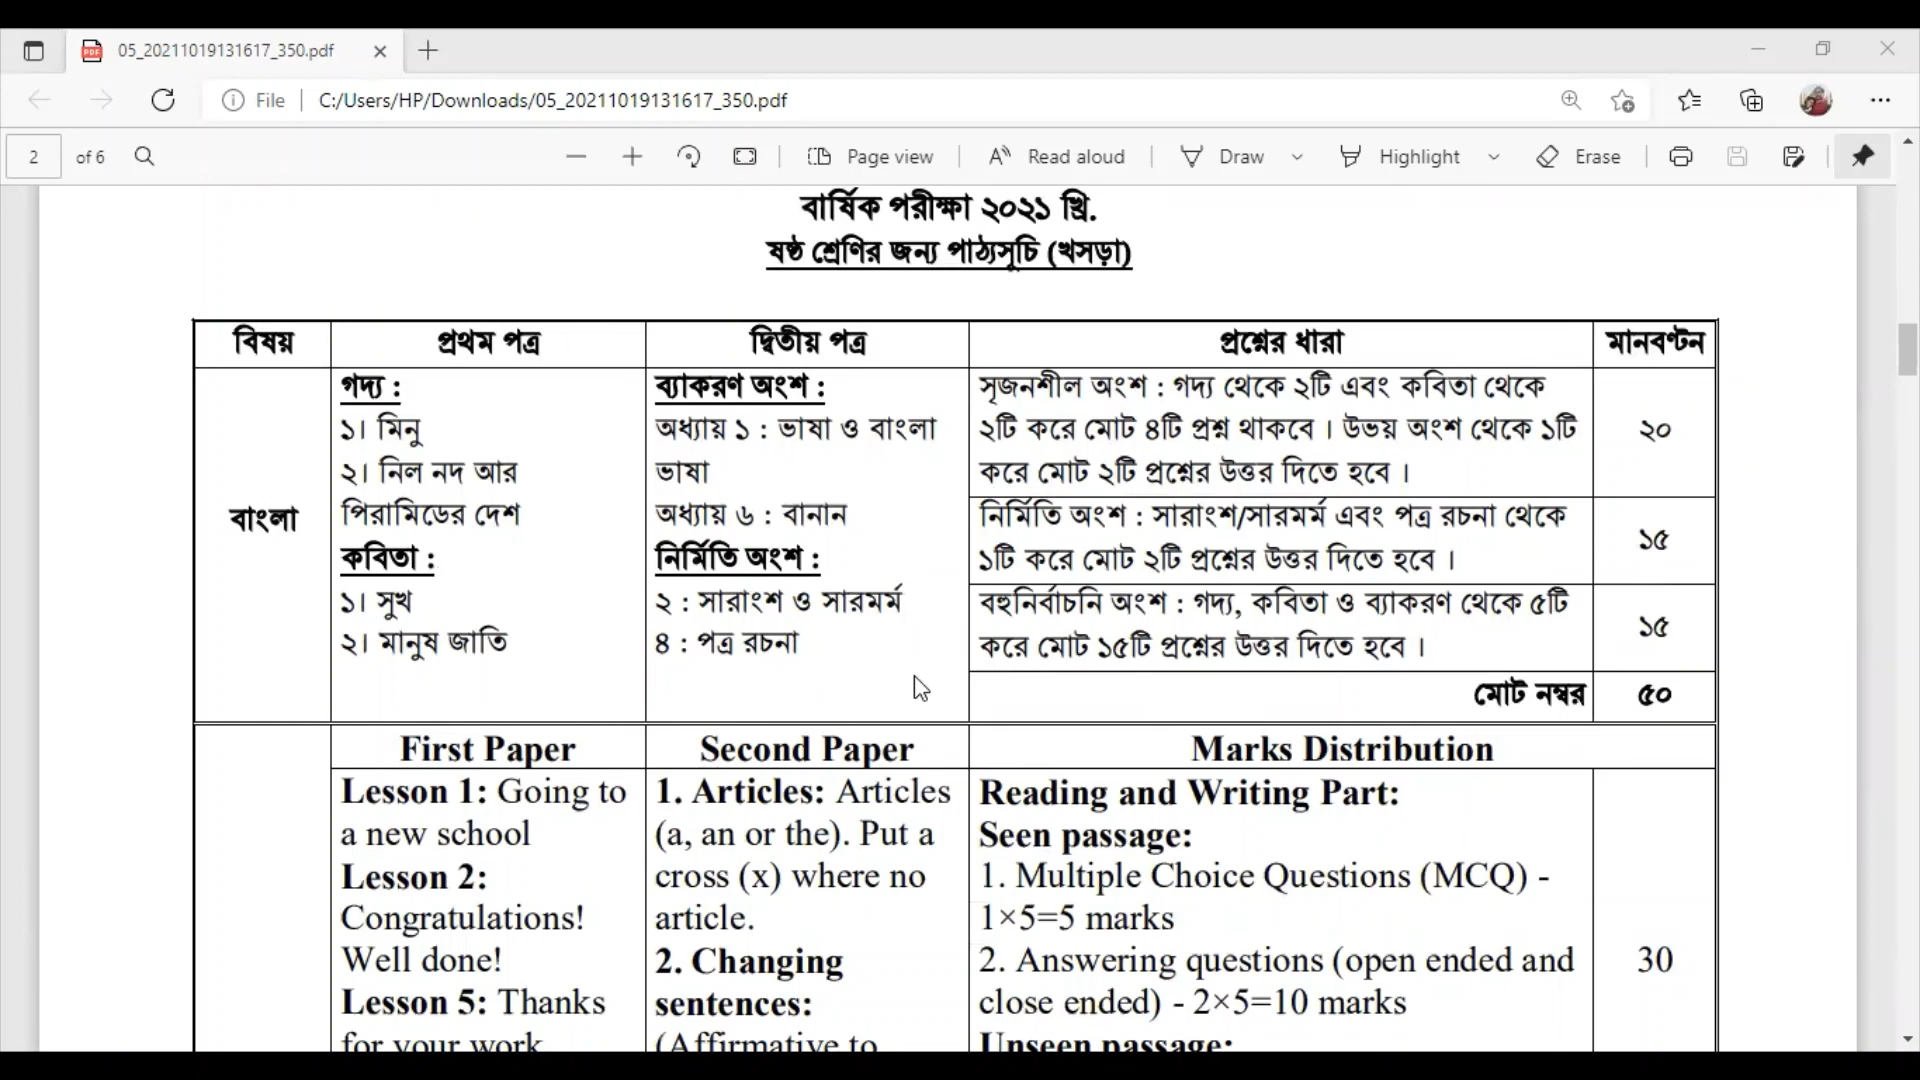 05_20211019131617_350.pdf
File C:/Users/HP/Downloads/05_20211019131617_350.pdf
2 of 6 Page view Read aloud Draw Highlight Erase
বার্ষিক পরীক্ষা ২০২১ খ্রি.
ষষ্ঠ শ্রেণির জন্য পাঠ্যসুচি (খসড়া)
বিষয় প্রথম পত্র দ্বিতীয় পত্র প্রশ্নের ধারা মানবণ্টন
বাংলা
গদ্য :
১। মিনু
২। নিল নদ আর
পিরামিডের দেশ
কবিতা :
১। সুখ
২। মানুষ জাতি
ব্যাকরণ অংশ :
অধ্যায় ১ : ভাষা ও বাংলা
ভাষা
অধ্যায় ৬ : বানান
নির্মিতি অংশ :
২ : সারাংশ ও সারমর্ম
৪ : পত্র রচনা
সৃজনশীল অংশ : গদ্য থেকে ২টি এবং কবিতা থেকে
২টি করে মোট ৪টি প্রশ্ন থাকবে । উভয় অংশ থেকে ১টি
করে মোট ২টি প্রশ্নের উত্তর দিতে হবে ।
২০
নির্মিতি অংশ : সারাংশ/সারমর্ম এবং পত্র রচনা থেকে
১টি করে মোট ২টি প্রশ্নের উত্তর দিতে হবে ।
১৫
বহুনির্বাচনি অংশ : গদ্য, কবিতা ও ব্যাকরণ থেকে ৫টি
করে মোট ১৫টি প্রশ্নের উত্তর দিতে হবে ।
১৫
মোট নম্বর ৫০
First Paper Second Paper Marks Distribution
Lesson 1: Going to
a new school
Lesson 2:
Congratulations!
Well done!
Lesson 5: Thanks
for your work
1. Articles: Articles
(a, an or the). Put a
cross (x) where no
article.
2. Changing
sentences:
(Affirmative to
Reading and Writing Part:
Seen passage:
1. Multiple Choice Questions (MCQ) -
1×5=5 marks
2. Answering questions (open ended and
close ended) - 2×5=10 marks
Unseen passage:
30